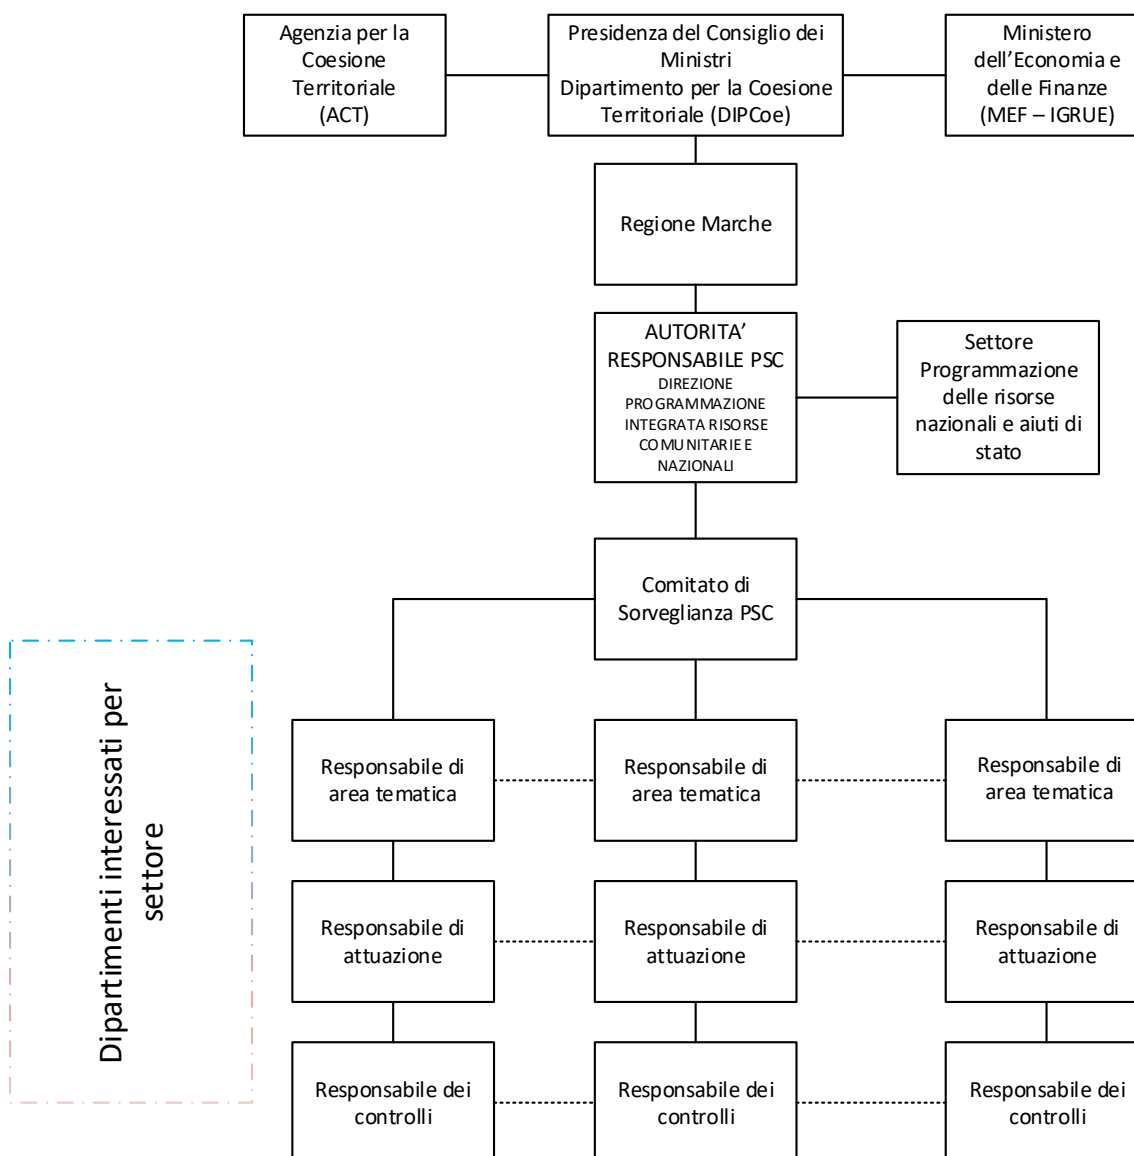 Agenzia per la
Coesione
Territoriale
(ACT)
Presidenza del Consiglio dei
Ministri
Dipartimento per la Coesione
Territoriale (DIPCoe)
Ministero
dell’Economia e
delle Finanze
(MEF – IGRUE)
Regione Marche
AUTORITA’
RESPONSABILE PSC
DIREZIONE
PROGRAMMAZIONE
INTEGRATA RISORSE
COMUNITARIE E
NAZIONALI
Settore
Programmazione
delle risorse
nazionali e aiuti di
stato
Comitato di
Sorveglianza PSC
Dipartimenti interessati per
settore
Responsabile di
area tematica
Responsabile di
area tematica
Responsabile di
area tematica
Responsabile di
attuazione
Responsabile di
attuazione
Responsabile di
attuazione
Responsabile dei
controlli
Responsabile dei
controlli
Responsabile dei
controlli